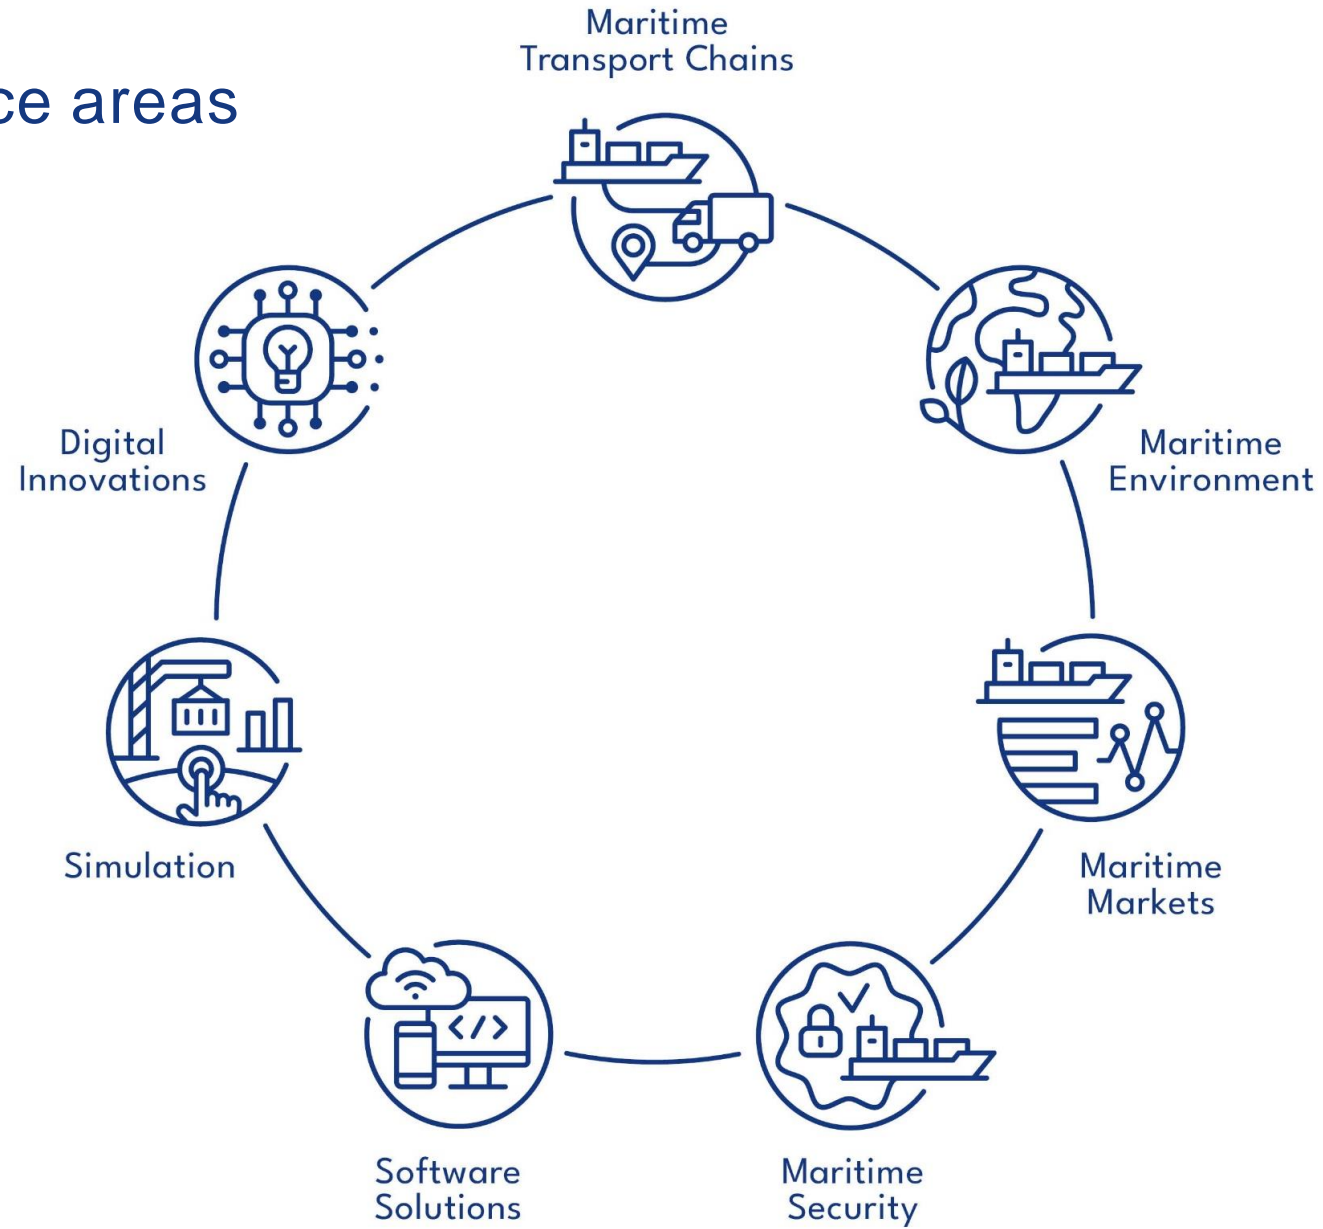 Maritime
Transport Chains
ce areas
Digital
Innovations
Maritime
Environment
Simulation
Maritime
Markets
Software
Solutions
Maritime
Security